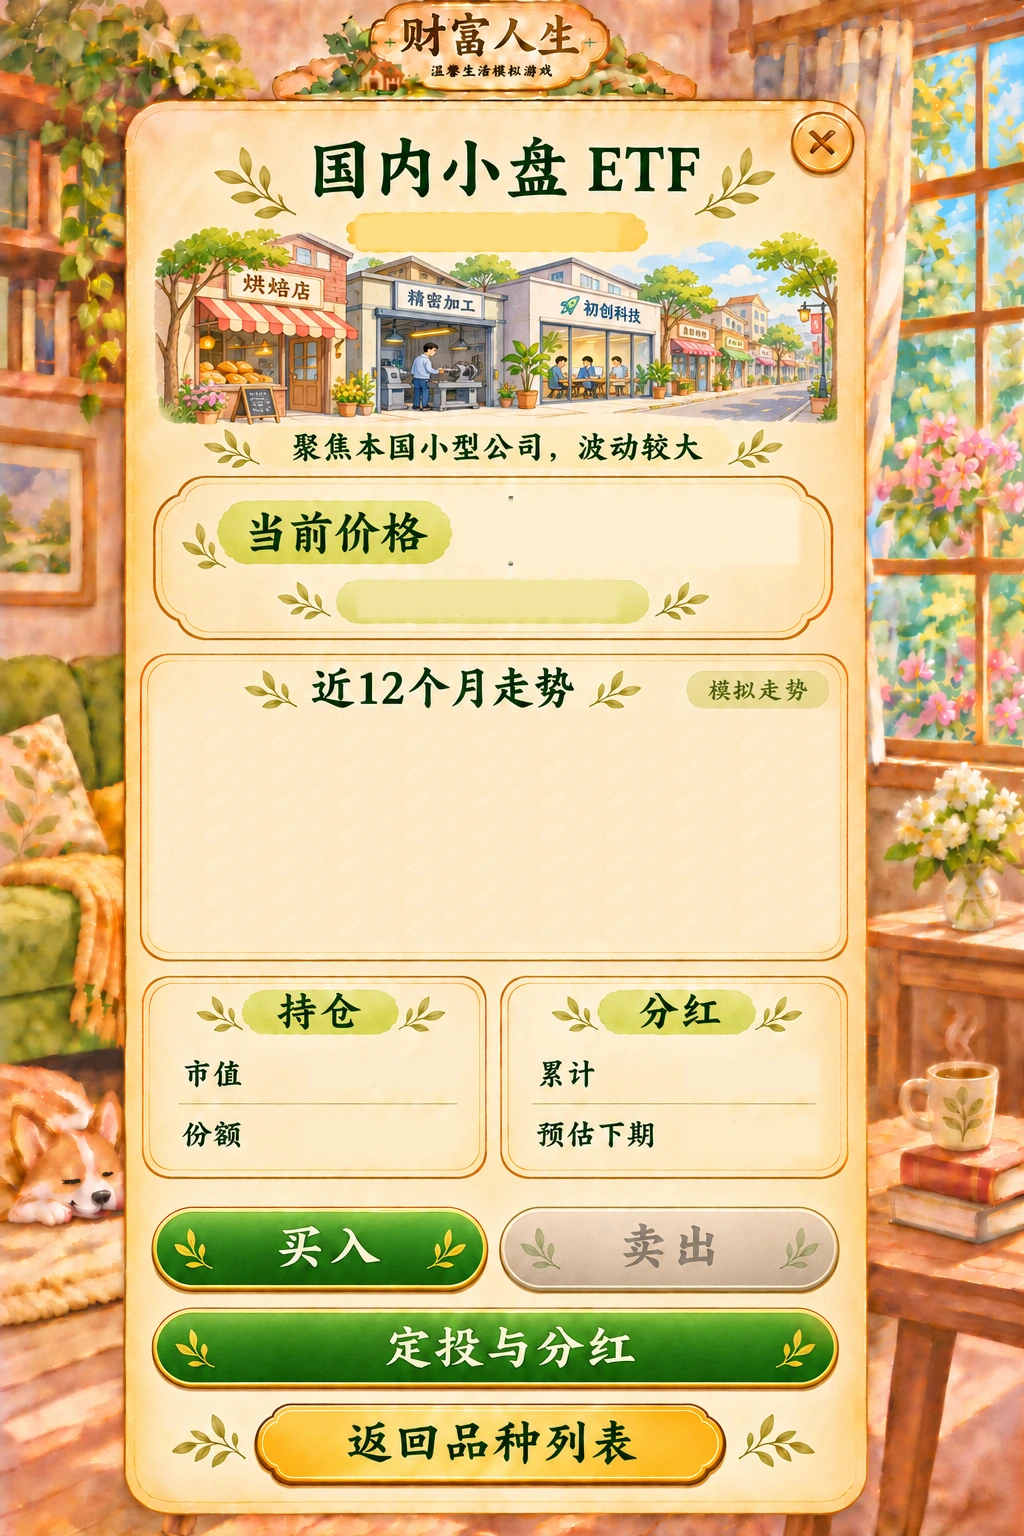 财富人生
温馨生活模拟游戏
国内小盘 ETF
烘焙店
精密加工
初创科技
聚焦本国小型公司，波动较大
当前价格
近12个月走势
模拟走势
持仓
分红
市值
累计
份额
预估下期
买入
卖出
定投与分红
返回品种列表